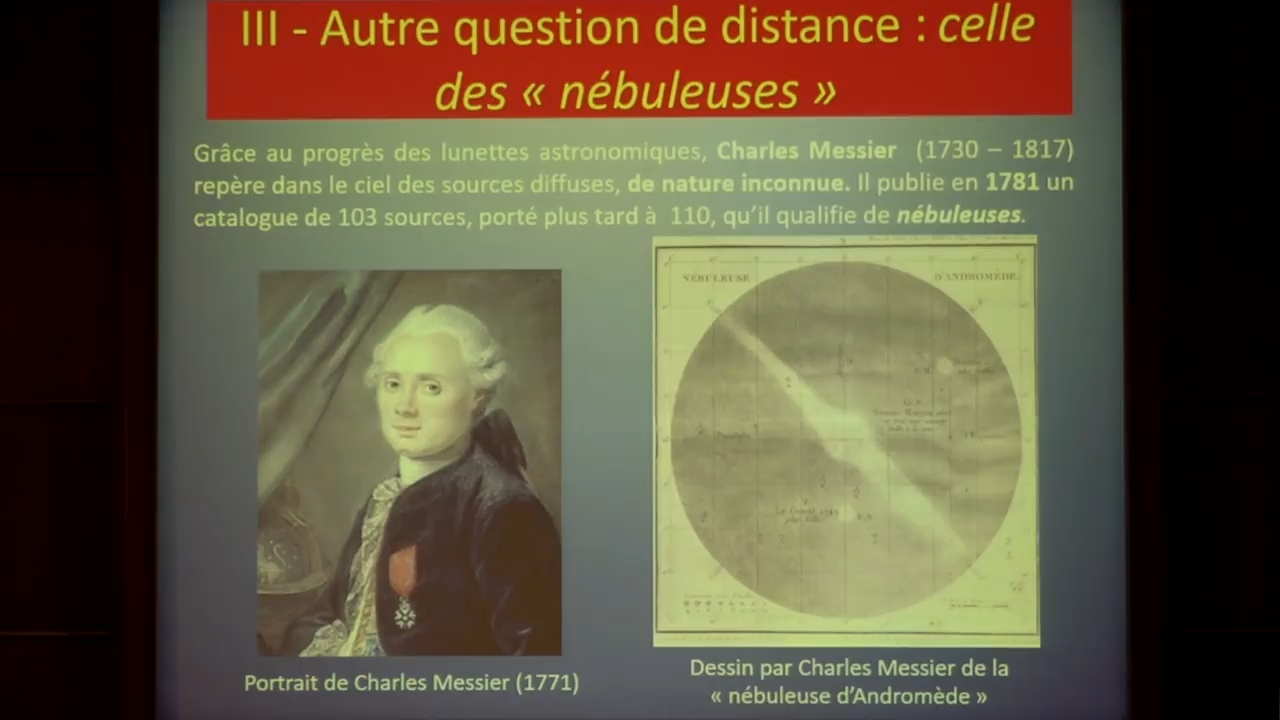 III - Autre question de distance : celle
des « nébuleuses »
Grâce au progrès des lunettes astronomiques, Charles Messier (1730 – 1817)
repère dans le ciel des sources diffuses, de nature inconnue. Il publie en 1781 un
catalogue de 103 sources, porté plus tard à 110, qu'il qualifie de nébuleuses.
NÉBULEUSE D'ANDROMÈDE.
Portrait de Charles Messier (1771)
Dessin par Charles Messier de la
« nébuleuse d'Andromède »